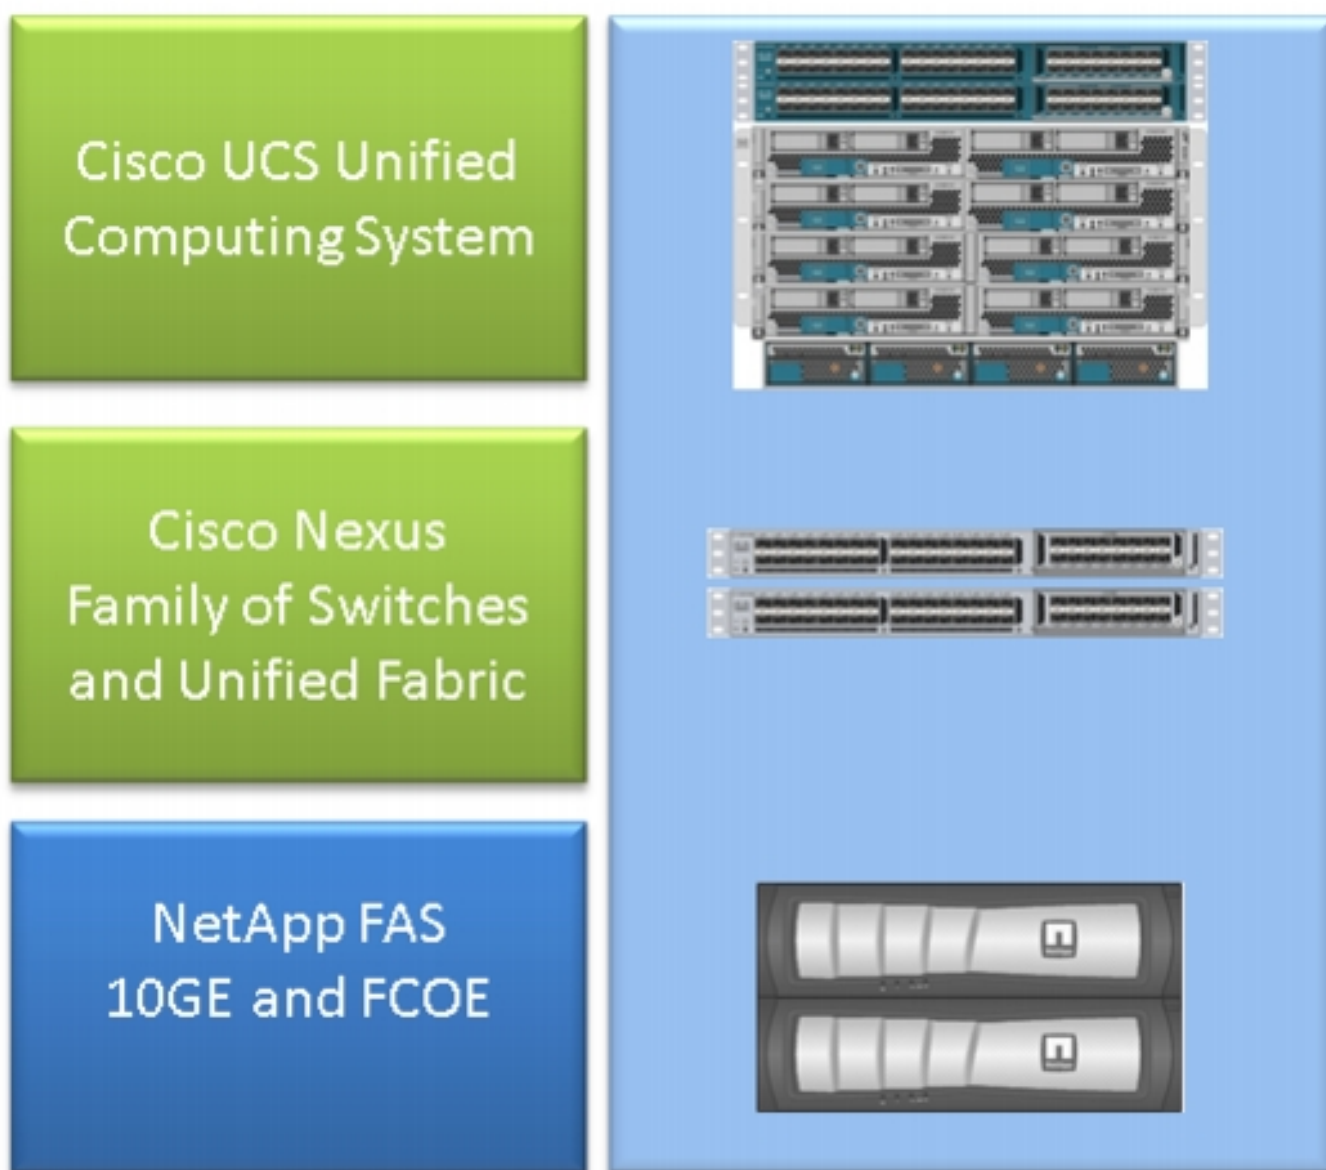 Cisco UCS Unified
Computing System
Cisco Nexus
Family of Switches
and Unified Fabric
NetApp FAS
10GE and FCOE